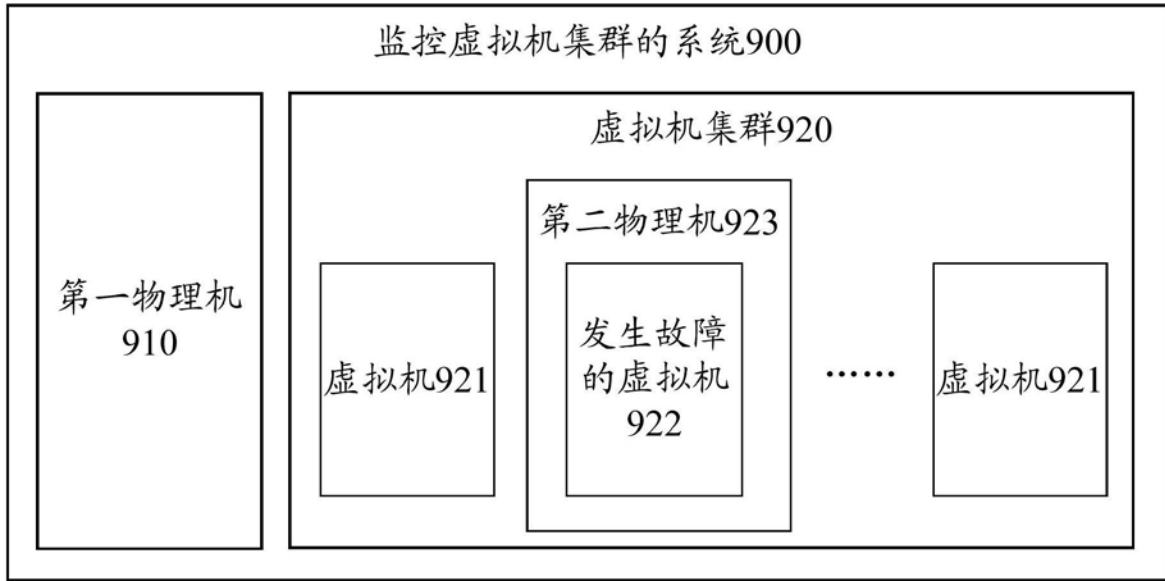 监控虚拟机集群的系统900
虚拟机集群920
第二物理机923
第一物理机
910
虚拟机921
发生故障
的虚拟机
922
……
虚拟机921